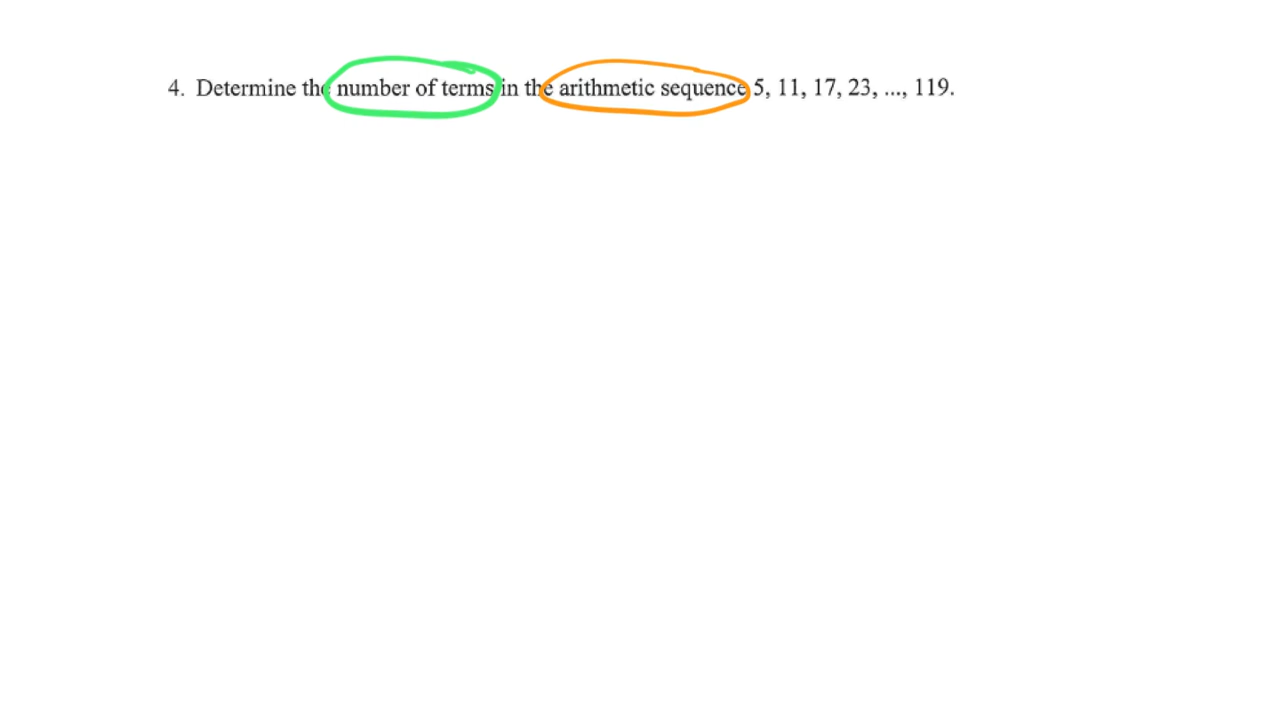 4. Determine the number of terms in the arithmetic sequence 5, 11, 17, 23, ..., 119.